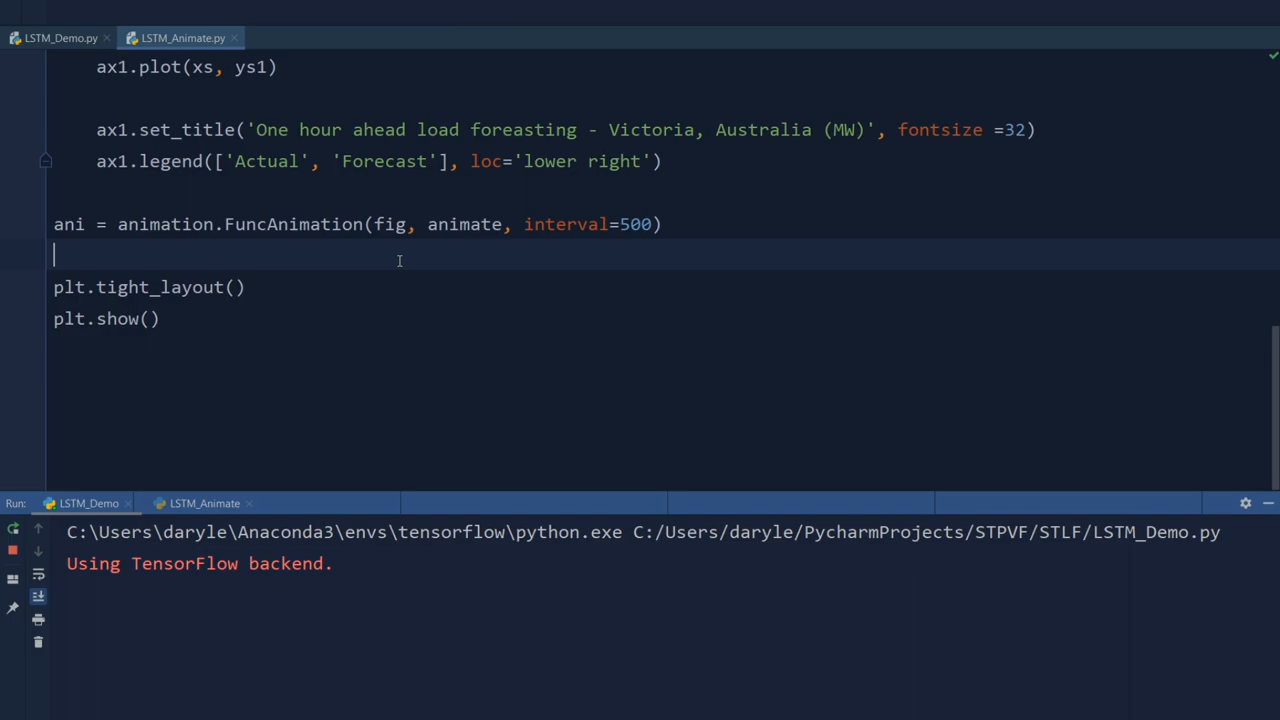 LSTM_Demo.py LSTM_Animate.py
ax1.plot(xs, ys1)
ax1.set_title('One hour ahead load foreasting - Victoria, Australia (MW)', fontsize =32)
ax1.legend(['Actual', 'Forecast'], loc='lower right')
ani = animation.FuncAnimation(fig, animate, interval=500)
plt.tight_layout()
plt.show()
Run: LSTM_Demo LSTM_Animate
C:\Users\daryle\Anaconda3\envs\tensorflow\python.exe C:/Users/daryle/PycharmProjects/STPVF/STLF/LSTM_Demo.py
Using TensorFlow backend.